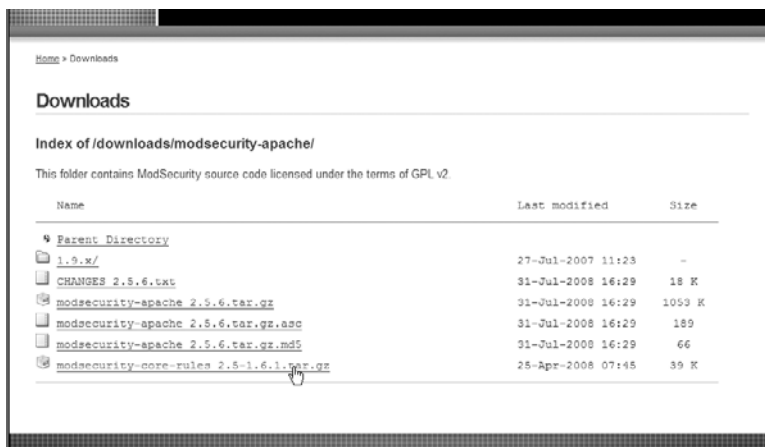 Home » Downloads
Downloads
Index of /downloads/modsecurity-apache/
This folder contains ModSecurity source code licensed under the terms of GPL v2.
Name Last modified Size
Parent Directory
1.9.x/ 27-Jul-2007 11:23 -
CHANGES 2.5.6.txt 31-Jul-2008 16:29 18 K
modsecurity-apache 2.5.6.tar.gz 31-Jul-2008 16:29 1053 K
modsecurity-apache 2.5.6.tar.gz.asc 31-Jul-2008 16:29 189
modsecurity-apache 2.5.6.tar.gz.md5 31-Jul-2008 16:29 66
modsecurity-core-rules 2.5-1.6.1.tar.gz 25-Apr-2008 07:45 39 K